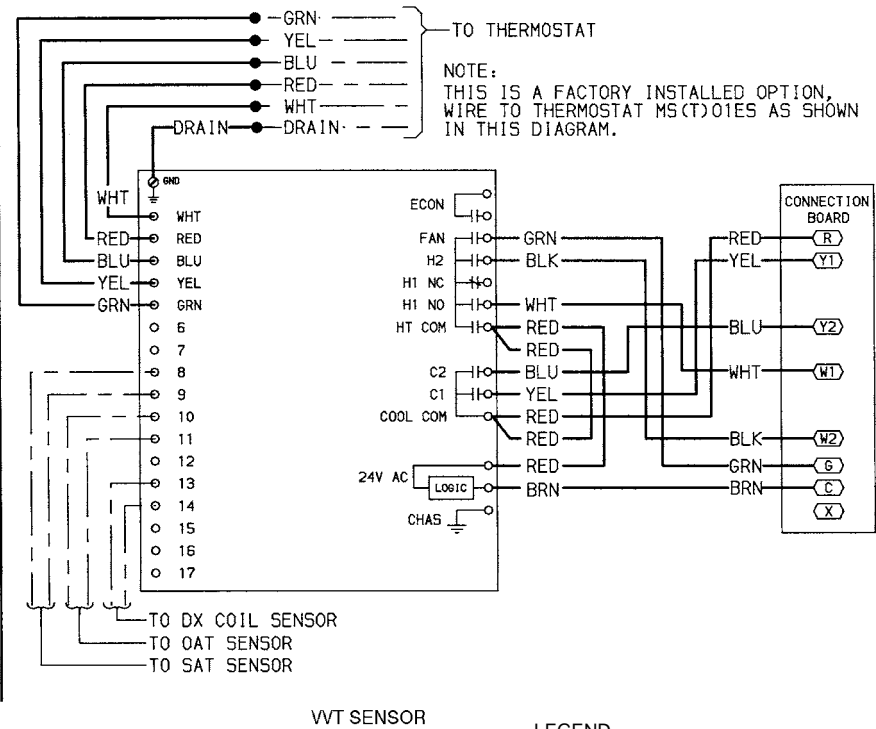 GRN
YEL
BLU
RED
WHT
DRAIN DRAIN
TO THERMOSTAT
NOTE:
THIS IS A FACTORY INSTALLED OPTION,
WIRE TO THERMOSTAT MS(T)01ES AS SHOWN
IN THIS DIAGRAM.
GND
WHT WHT
RED RED
BLU BLU
YEL YEL
GRN GRN
6
7
8
9
10
11
12
13
14
15
16
17
ECON
FAN GRN
H2 BLK
H1 NC
H1 NO WHT
HT COM RED
RED
C2 BLU
C1 YEL
COOL COM RED
RED
24V AC RED
LOGIC BRN
CHAS
CONNECTION
BOARD
RED R
YEL Y1
BLU Y2
WHT W1
BLK W2
GRN G
BRN C
X
TO DX COIL SENSOR
TO OAT SENSOR
TO SAT SENSOR
VVT SENSOR
LEGEND